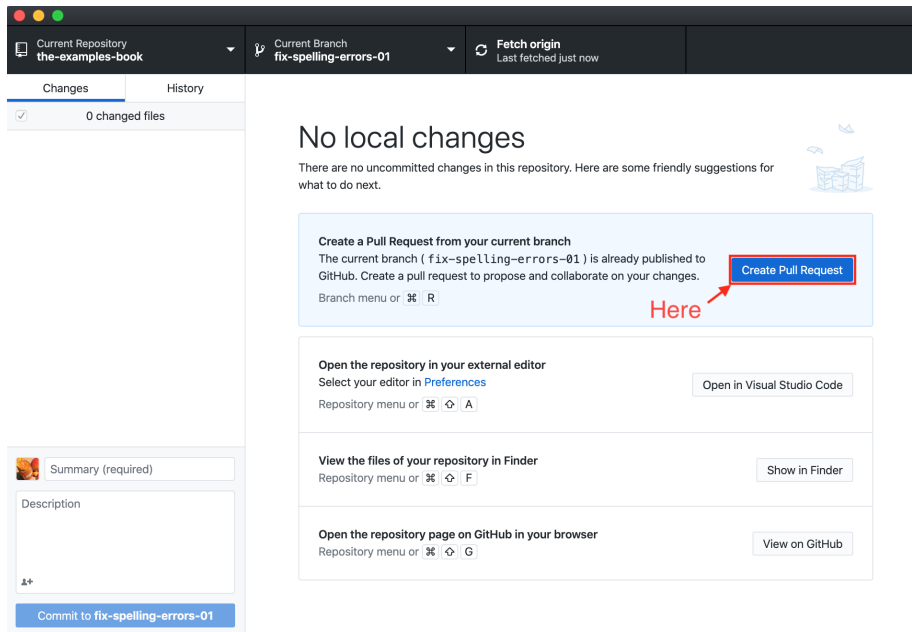 Current Repository
the-examples-book
Current Branch
fix-spelling-errors-01
Fetch origin
Last fetched just now
Changes
History
0 changed files
No local changes
There are no uncommitted changes in this repository. Here are some friendly suggestions for
what to do next.
Create a Pull Request from your current branch
The current branch ( fix-spelling-errors-01 ) is already published to
GitHub. Create a pull request to propose and collaborate on your changes.
Branch menu or ⌘ R
Create Pull Request
Here
Open the repository in your external editor
Select your editor in Preferences
Repository menu or ⌘ ⇧ A
Open in Visual Studio Code
View the files of your repository in Finder
Repository menu or ⌘ ⇧ F
Show in Finder
Open the repository page on GitHub in your browser
Repository menu or ⌘ ⇧ G
View on GitHub
Summary (required)
Description
Commit to fix-spelling-errors-01